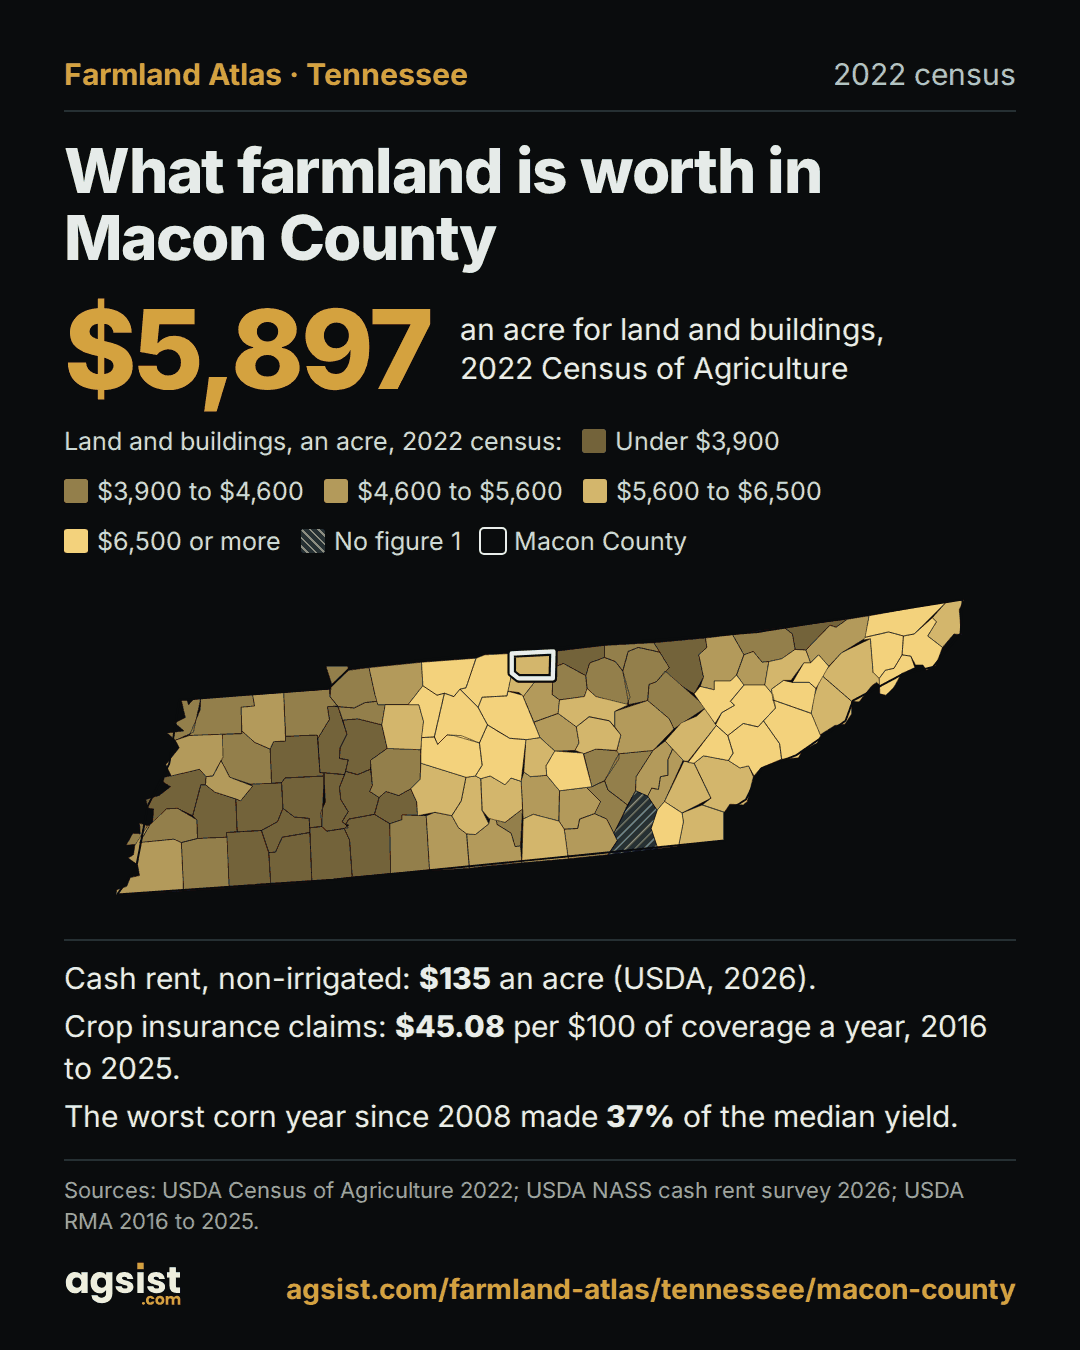 Farmland Atlas · Tennessee
2022 census
What farmland is worth in
Macon County
$5,897
an acre for land and buildings,
2022 Census of Agriculture
Land and buildings, an acre, 2022 census:
Under $3,900
$3,900 to $4,600
$4,600 to $5,600
$5,600 to $6,500
$6,500 or more
No figure 1
Macon County
Cash rent, non-irrigated: $135 an acre (USDA, 2026).
Crop insurance claims: $45.08 per $100 of coverage a year, 2016
to 2025.
The worst corn year since 2008 made 37% of the median yield.
Sources: USDA Census of Agriculture 2022; USDA NASS cash rent survey 2026; USDA
RMA 2016 to 2025.
agsist
.com
agsist.com/farmland-atlas/tennessee/macon-county